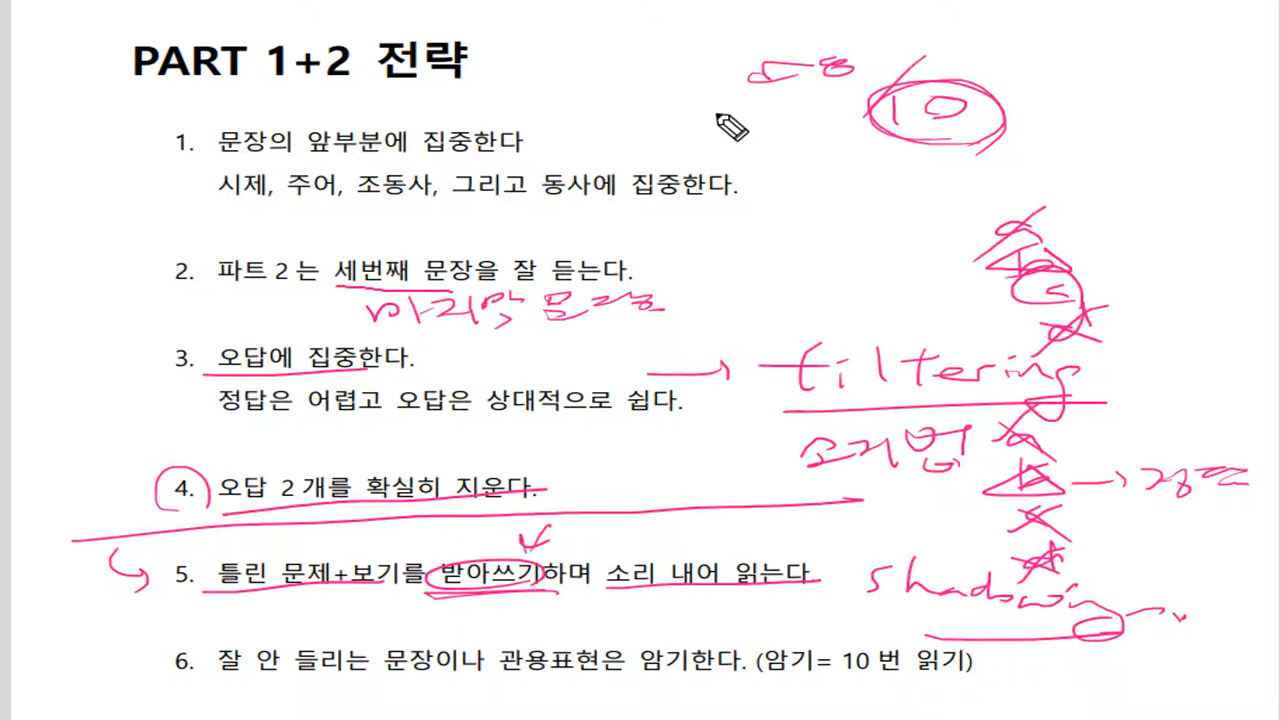 PART 1+2 전략
10
1. 문장의 앞부분에 집중한다
시제, 주어, 조동사, 그리고 동사에 집중한다.
2. 파트 2 는 세번째 문장을 잘 듣는다.
마지막 문장
3. 오답에 집중한다.
→ filtering
정답은 어렵고 오답은 상대적으로 쉽다.
소거법
4. 오답 2 개를 확실히 지운다.
5. 틀린 문제+보기를 받아쓰기하며 소리 내어 읽는다.
shadowing
6. 잘 안 들리는 문장이나 관용표현은 암기한다. (암기= 10 번 읽기)